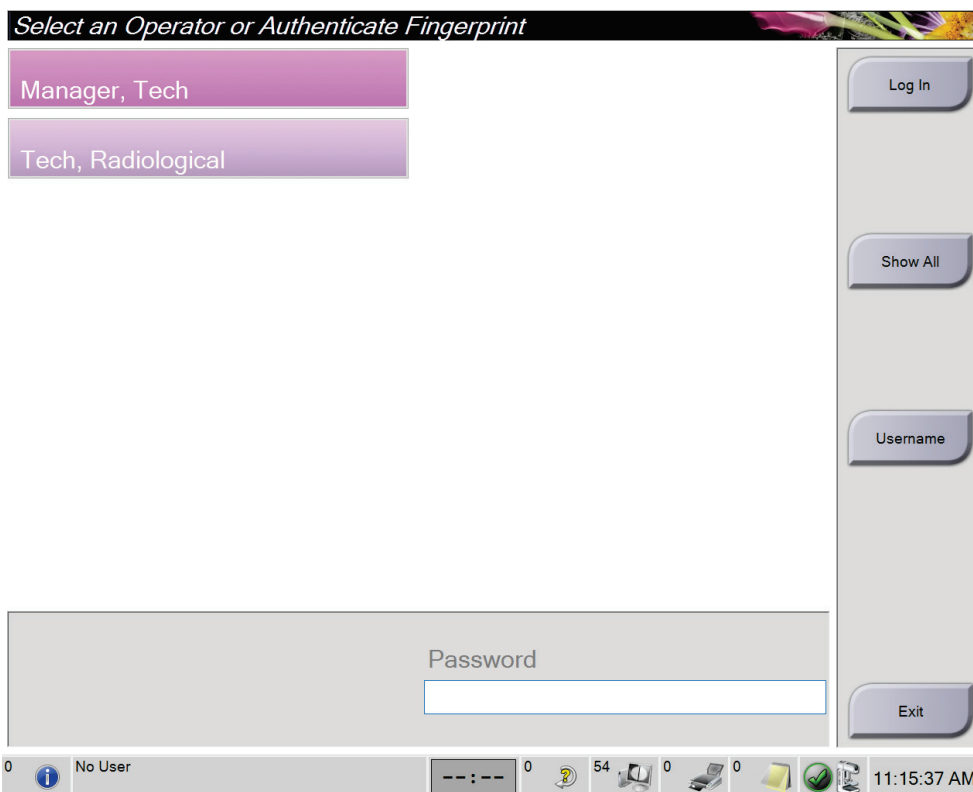 Select an Operator or Authenticate Fingerprint
Manager, Tech
Tech, Radiological
Log In
Show All
Username
Password
Exit
0 No User --:-- 0 54 0 0 11:15:37 AM